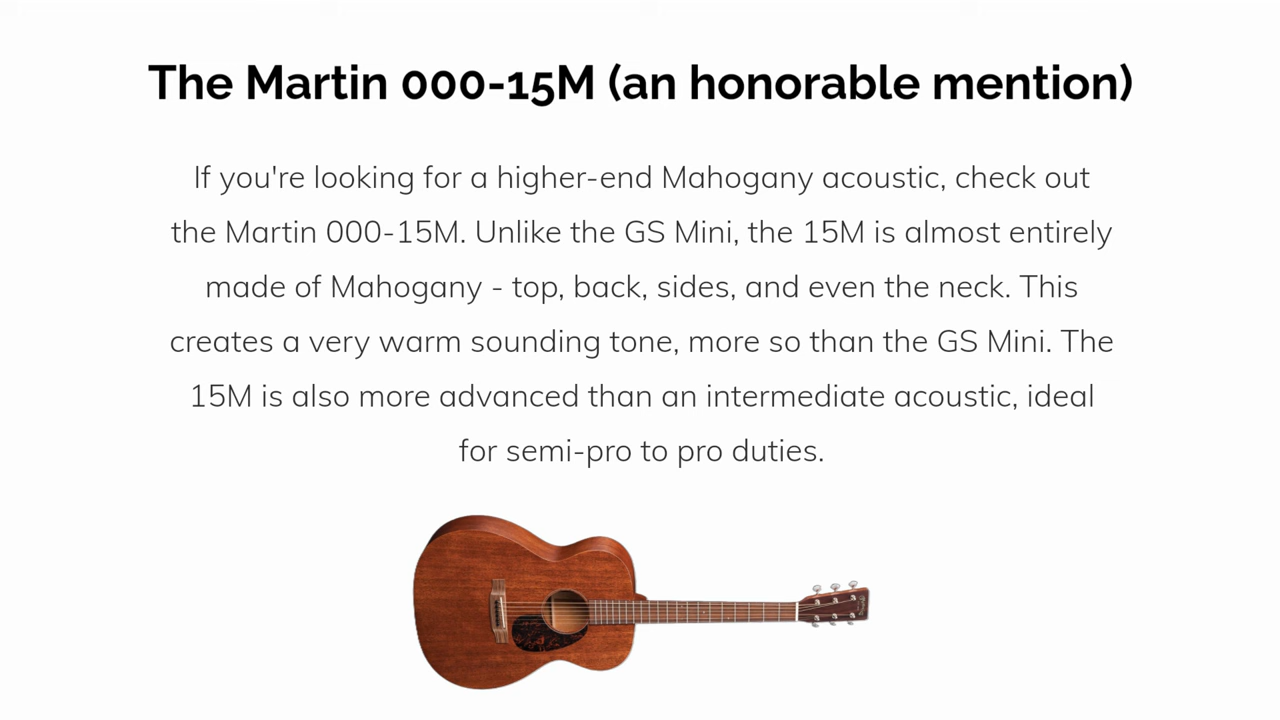 The Martin 000-15M (an honorable mention)
If you're looking for a higher-end Mahogany acoustic, check out
the Martin 000-15M. Unlike the GS Mini, the 15M is almost entirely
made of Mahogany - top, back, sides, and even the neck. This
creates a very warm sounding tone, more so than the GS Mini. The
15M is also more advanced than an intermediate acoustic, ideal
for semi-pro to pro duties.